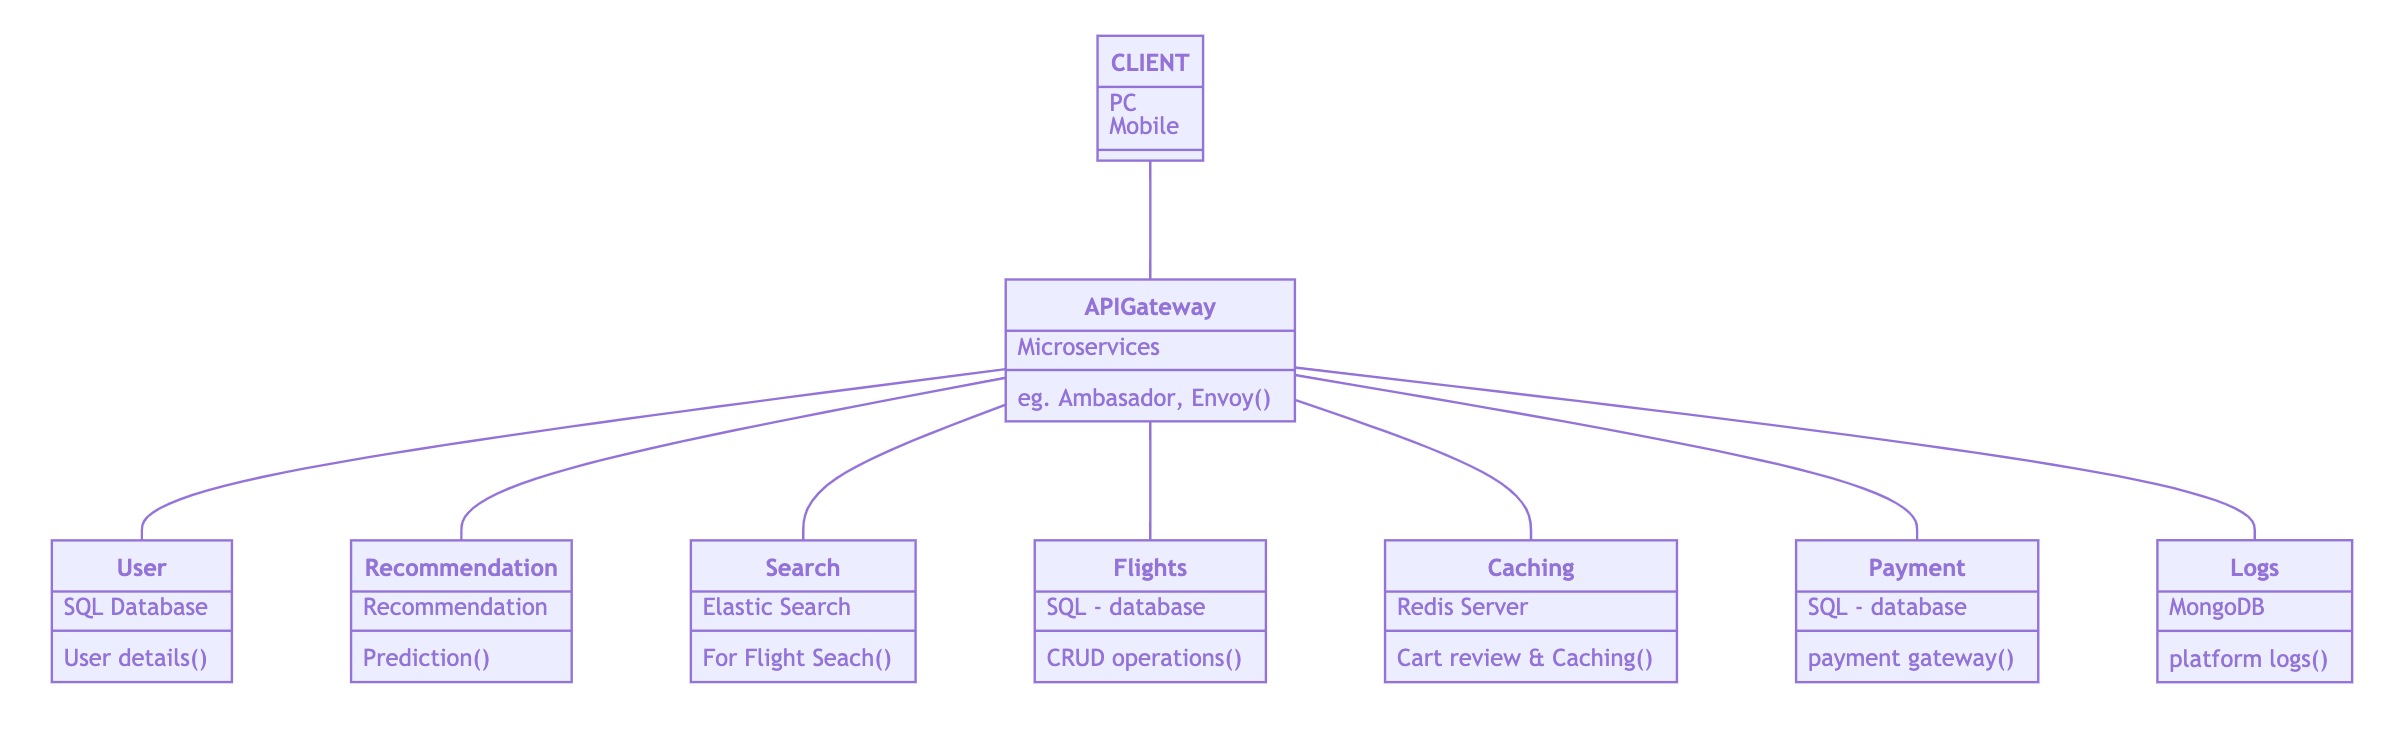 CLIENT
PC
Mobile
APIGateway
Microservices
eg. Ambasador, Envoy()
User
SQL Database
User details()
Recommendation
Recommendation
Prediction()
Search
Elastic Search
For Flight Seach()
Flights
SQL - database
CRUD operations()
Caching
Redis Server
Cart review & Caching()
Payment
SQL - database
payment gateway()
Logs
MongoDB
platform logs()